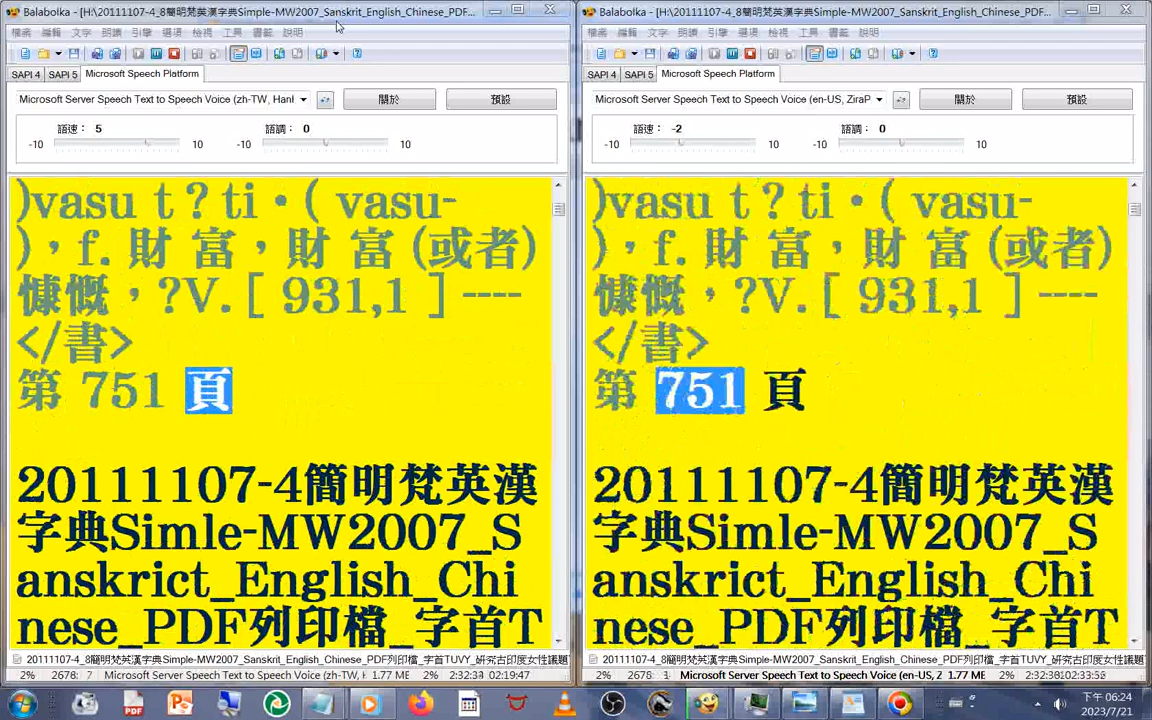 Balabolka - [H:\20111107-4_8簡明梵英漢字典Simple-MW2007_Sanskrit_English_Chinese_PDF...
檔案 編輯 文字 朗讀 引擎 選項 檢視 工具 書籤 說明
SAPI 4 SAPI 5 Microsoft Speech Platform
Microsoft Server Speech Text to Speech Voice (zh-TW, Hanl
關於 預設
語速： 5 語調： 0
-10 10 -10 10
)vasu t？ti•( vasu-
)，f. 財 富，財 富 (或者)
慷慨，?V. [ 931,1 ] ----
</書>
第 751 頁
20111107-4簡明梵英漢
字典Simle-MW2007_S
anskrict_English_Chi
nese_PDF列印檔_字首T
20111107-4_8簡明梵英漢字典Simple-MW2007_Sanskrit_English_Chinese_PDF列印檔_字首TUVY_研究古印度女性議題
2% 2678: 7 Microsoft Server Speech Text to Speech Voice (zh-TW, H 1.77 MB 2% 2:32:3 02:19:47
Balabolka - [H:\20111107-4_8簡明梵英漢字典Simple-MW2007_Sanskrit_English_Chinese_PDF...
檔案 編輯 文字 朗讀 引擎 選項 檢視 工具 書籤 說明
SAPI 4 SAPI 5 Microsoft Speech Platform
Microsoft Server Speech Text to Speech Voice (en-US, ZiraP
關於 預設
語速： -2 語調： 0
-10 10 -10 10
)vasu t？ti•( vasu-
)，f. 財 富，財 富 (或者)
慷慨，?V. [ 931,1 ] ----
</書>
第 751 頁
20111107-4簡明梵英漢
字典Simle-MW2007_S
anskrict_English_Chi
nese_PDF列印檔_字首T
20111107-4_8簡明梵英漢字典Simple-MW2007_Sanskrit_English_Chinese_PDF列印檔_字首TUVY_研究古印度女性議題
2% 2678: Microsoft Server Speech Text to Speech Voice (en-US, Z 1.77 MB 2% 2:32:3 02:33:56
下午 06:24
2023/7/21